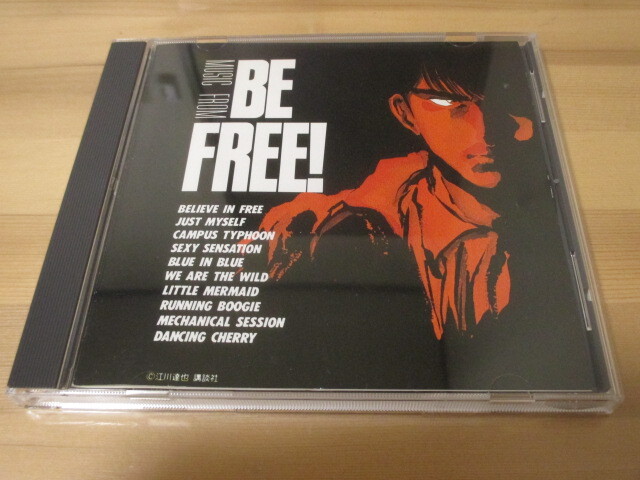 MUSIC FROM
BE
FREE!
BELIEVE IN FREE
JUST MYSELF
CAMPUS TYPHOON
SEXY SENSATION
BLUE IN BLUE
WE ARE THE WILD
LITTLE MERMAID
RUNNING BOOGIE
MECHANICAL SESSION
DANCING CHERRY
©江川達也 講談社